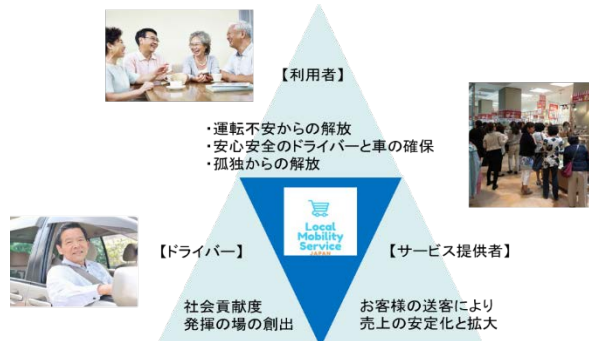 【利用者】
・運転不安からの解放
・安心安全のドライバーと車の確保
・孤独からの解放
Local
Mobility
Service
JAPAN
【ドライバー】
【サービス提供者】
社会貢献度
発揮の場の創出
お客様の送客により
売上の安定化と拡大